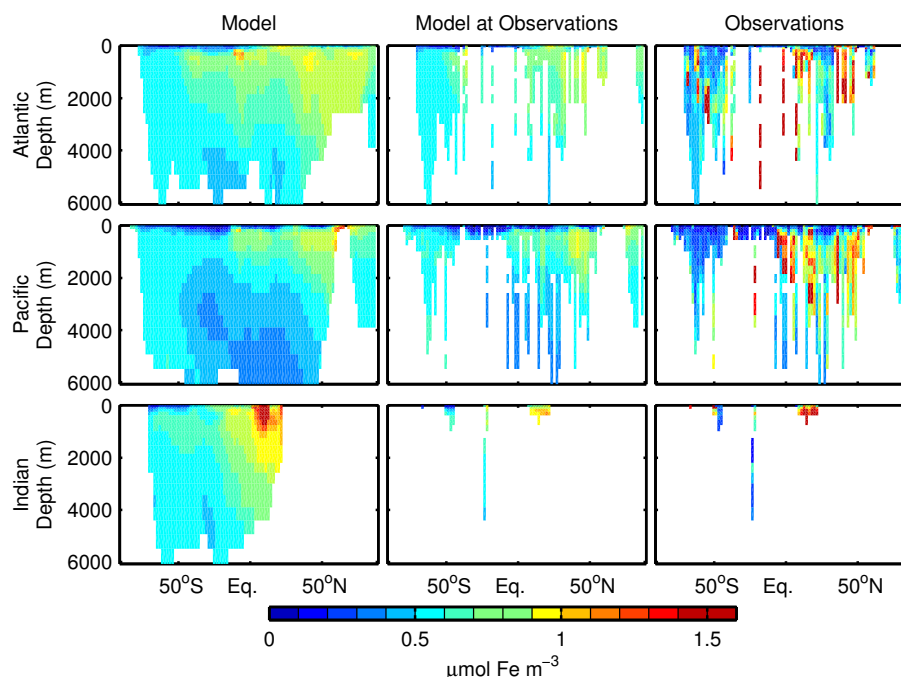 Model Model at Observations Observations
Atlantic
Depth (m)
0
2000
4000
6000
Pacific
Depth (m)
0
2000
4000
6000
Indian
Depth (m)
0
2000
4000
6000
50°S Eq. 50°N 50°S Eq. 50°N 50°S Eq. 50°N
0 0.5 1 1.5
μmol Fe m⁻³